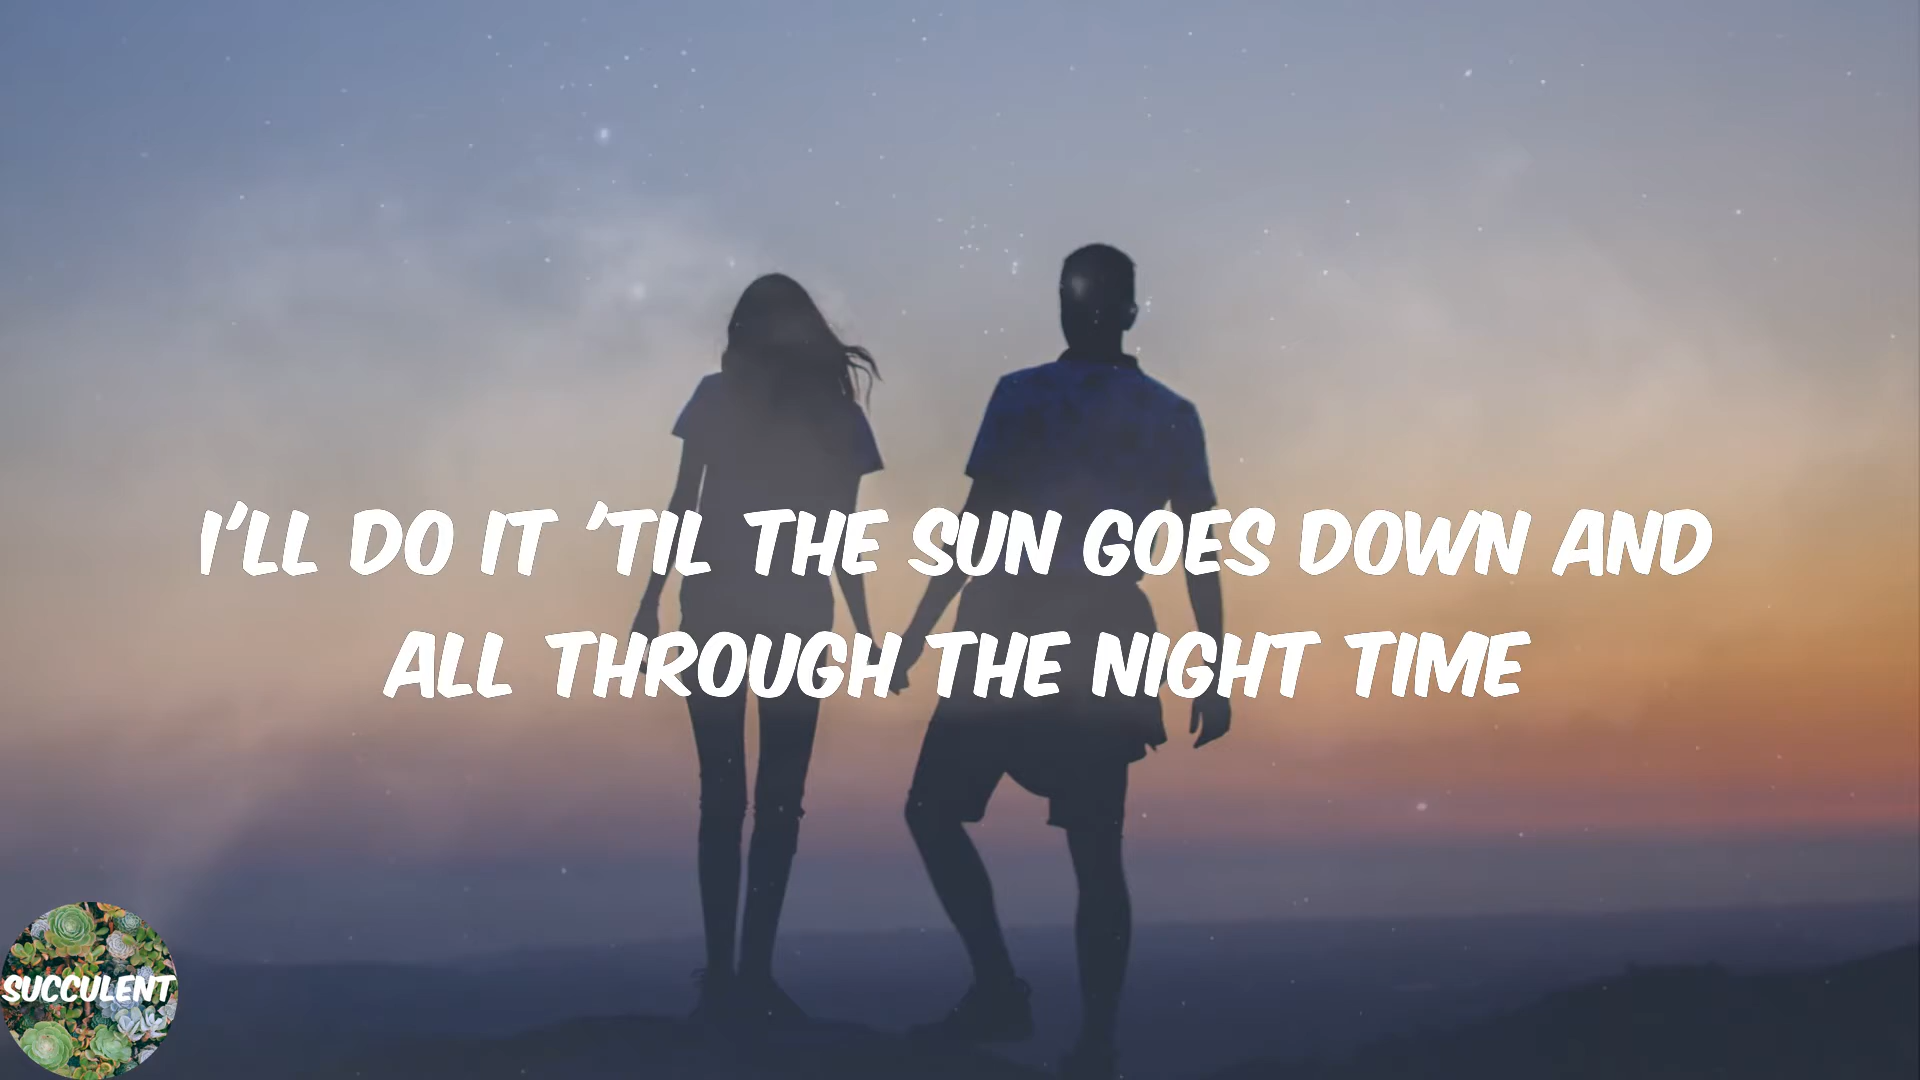 I'LL DO IT 'TIL THE SUN GOES DOWN AND
ALL THROUGH THE NIGHT TIME
SUCCULENT